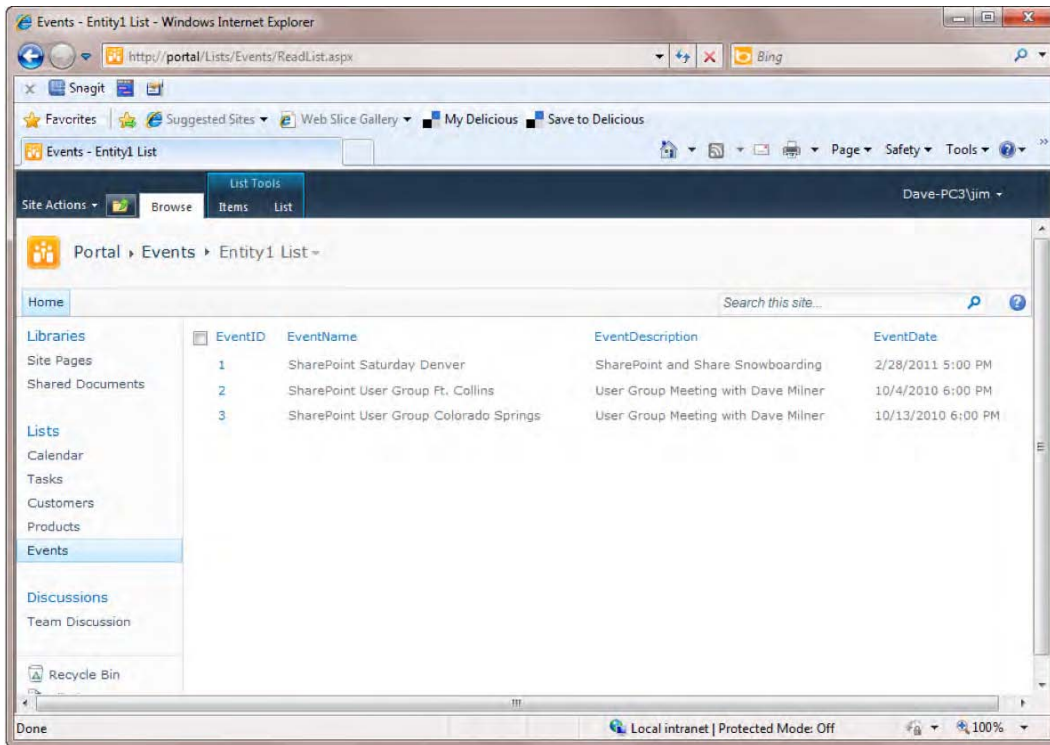 Events - Entity1 List - Windows Internet Explorer
http://portal/Lists/Events/ReadList.aspx
Bing
Snagit
Favorites
Suggested Sites
Web Slice Gallery
My Delicious
Save to Delicious
Events - Entity1 List
Page
Safety
Tools
List Tools
Site Actions
Browse
Items
List
Dave-PC3\jim
Portal
Events
Entity1 List
Home
Search this site...
Libraries
Site Pages
Shared Documents
Lists
Calendar
Tasks
Customers
Products
Events
Discussions
Team Discussion
Recycle Bin
EventID EventName EventDescription EventDate
1 SharePoint Saturday Denver SharePoint and Share Snowboarding 2/28/2011 5:00 PM
2 SharePoint User Group Ft. Collins User Group Meeting with Dave Milner 10/4/2010 6:00 PM
3 SharePoint User Group Colorado Springs User Group Meeting with Dave Milner 10/13/2010 6:00 PM
Done
Local intranet | Protected Mode: Off
100%